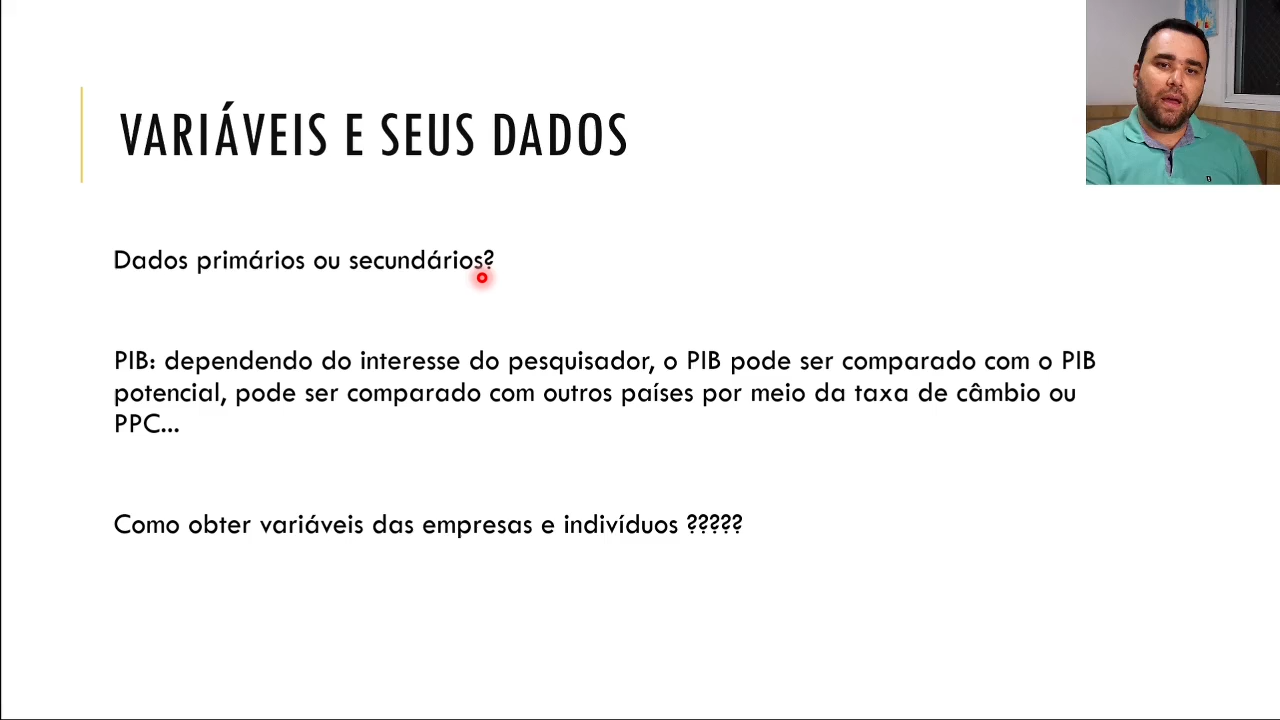 VARIÁVEIS E SEUS DADOS
Dados primários ou secundários?
PIB: dependendo do interesse do pesquisador, o PIB pode ser comparado com o PIB
potencial, pode ser comparado com outros países por meio da taxa de câmbio ou
PPC...
Como obter variáveis das empresas e indivíduos ?????